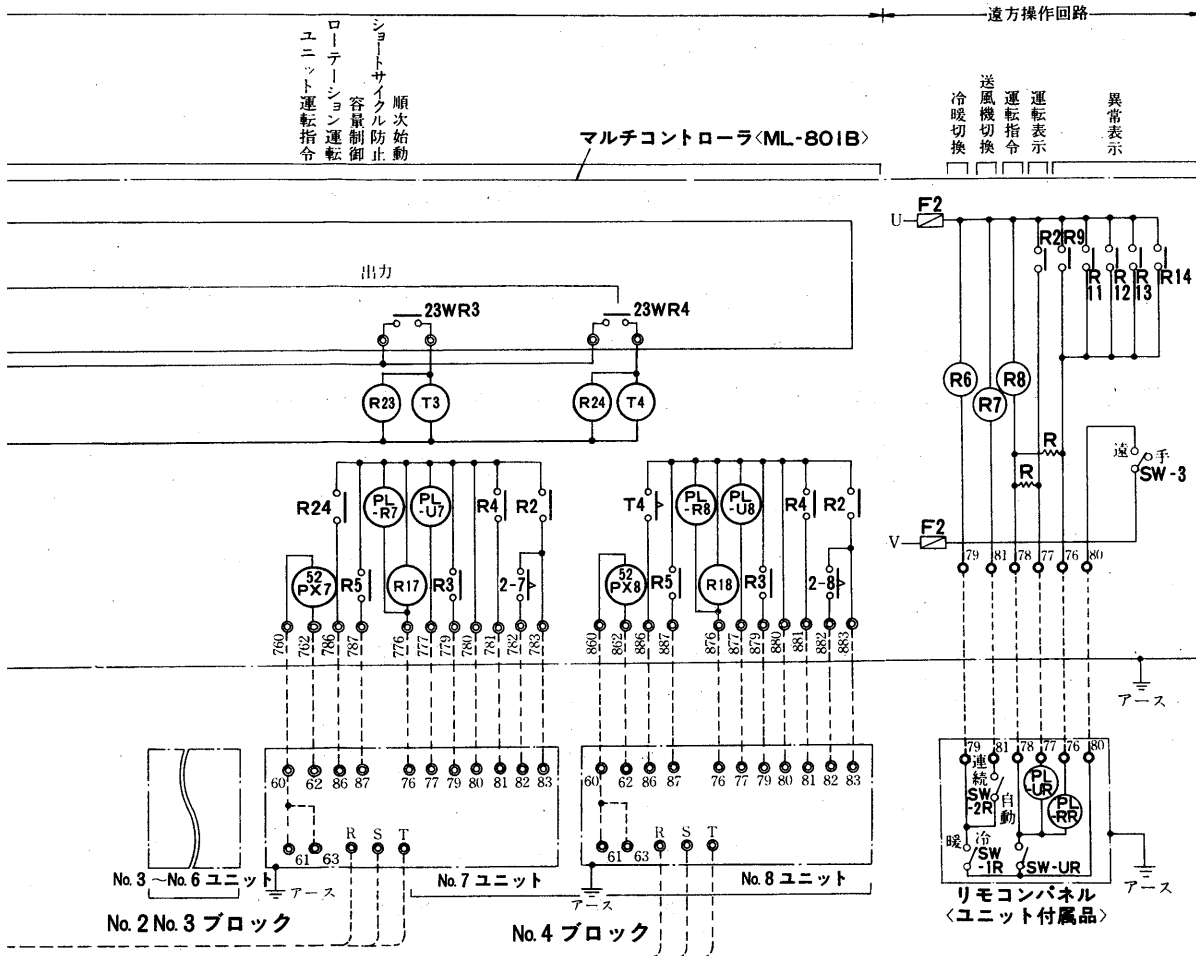 遠方操作回路
ユニット運転指令
ローテーション運転
容量制御
ショートサイクル防止
順次始動
マルチコントローラ〈ML-801B〉
冷暖切換
送風機切換
運転指令
運転表示
異常表示
U F2
R2 R9 R11 R12 R13 R14
出力
23WR3 23WR4
R23 T3 R24 T4
R6 R7 R8
R
R
遠 手
SW-3
V F2
R24 PL-R7 PL-U7 R4 R2
T4 PL-R8 PL-U8 R4 R2
52PX7 R5 R17 R3 2-7
52PX8 R5 R18 R3 2-8
79 81 78 77 76 80
760 762 786 787 776 777 779 780 781 782 783
860 862 886 887 876 877 879 880 881 882 883
アース
60 62 86 87 76 77 79 80 81 82 83
60 62 86 87 76 77 79 80 81 82 83
79 81 78 77 76 80
連続 SW-2R 自動 PL-UR PL-RR
61 63 R S T
61 63 R S T
暖 冷 SW-1R SW-UR
No.3～No.6 ユニット
アース
No.7 ユニット
アース
No.8 ユニット
リモコンパネル
〈ユニット付属品〉
アース
No.2 No.3 ブロック
No.4 ブロック